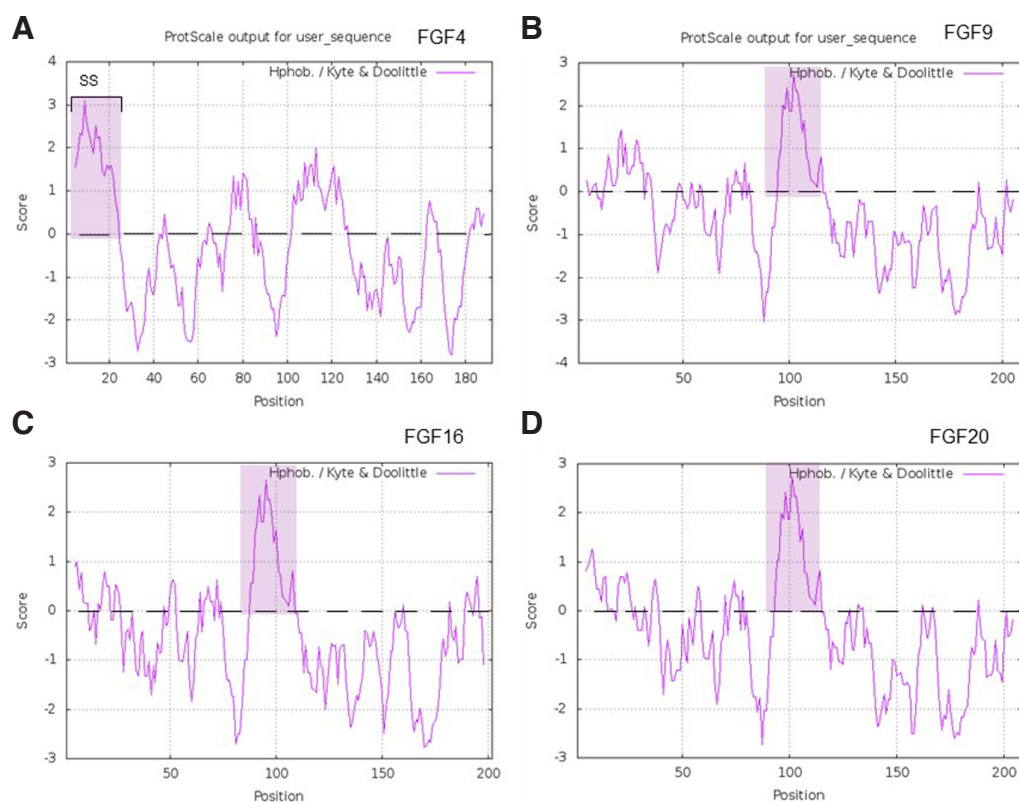 A
ProtScale output for user_sequence
FGF4
Hphob. / Kyte & Doolittle
SS
4
3
2
1
0
-1
-2
-3
Score
20 40 60 80 100 120 140 160 180
Position
B
ProtScale output for user_sequence
FGF9
Hphob. / Kyte & Doolittle
3
2
1
0
-1
-2
-3
-4
Score
50 100 150 200
Position
C
FGF16
Hphob. / Kyte & Doolittle
3
2
1
0
-1
-2
-3
Score
50 100 150 200
Position
D
FGF20
Hphob. / Kyte & Doolittle
3
2
1
0
-1
-2
-3
Score
50 100 150 200
Position